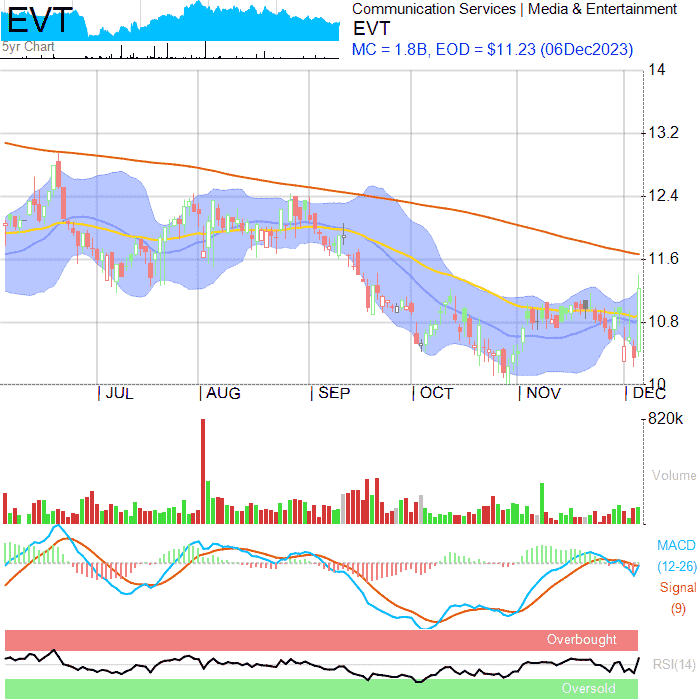 EVT
5yr Chart
Communication Services | Media & Entertainment
EVT
MC = 1.8B, EOD = $11.23 (06Dec2023)
14
13.2
12.4
11.6
10.8
10
JUL AUG SEP OCT NOV DEC
820k
Volume
MACD
(12-26)
Signal
(9)
Overbought
RSI(14)
Oversold